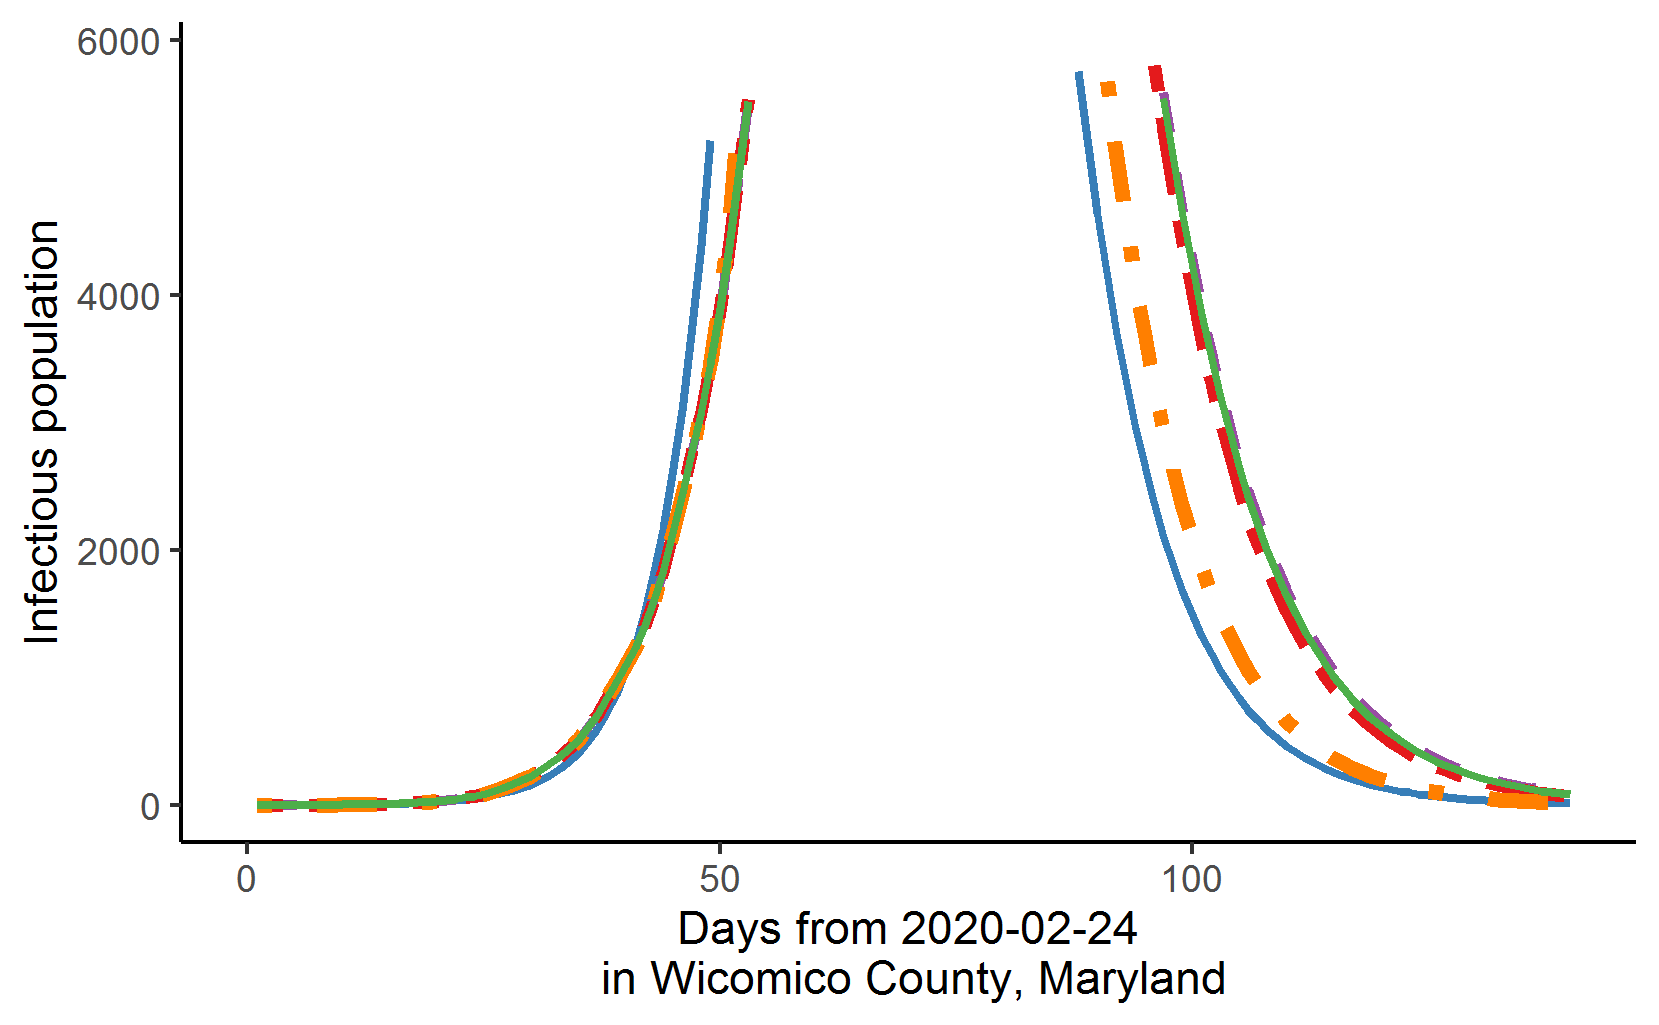 6000
4000
2000
0
Infectious population
0 50 100
Days from 2020-02-24
in Wicomico County, Maryland